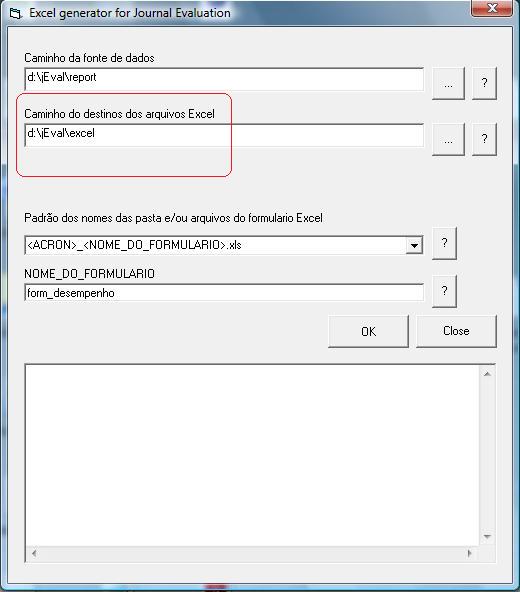 Excel generator for Journal Evaluation
Caminho da fonte de dados
d:\jEval\report
... ?
Caminho do destinos dos arquivos Excel
d:\jEval\excel
... ?
Padrão dos nomes das pasta e/ou arquivos do formulario Excel
<ACRON>_<NOME_DO_FORMULARIO>.xls
?
NOME_DO_FORMULARIO
form_desempenho
?
OK Close